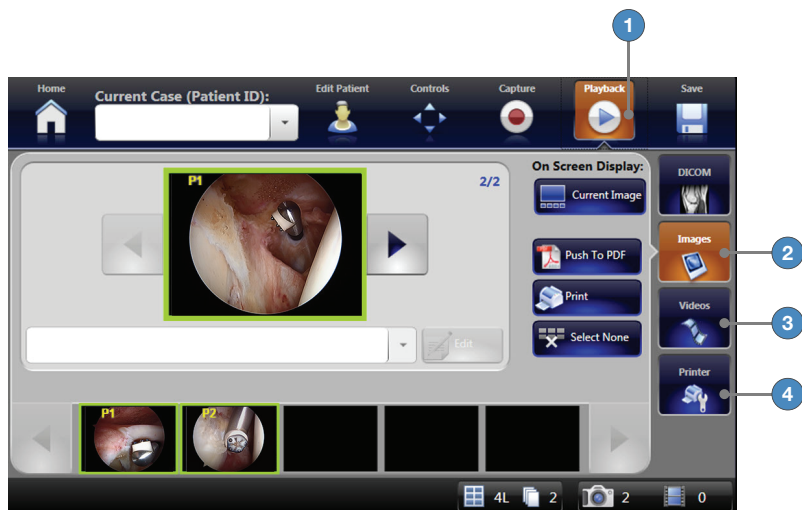 1
Home
Current Case (Patient ID):
Edit Patient
Controls
Capture
Playback
Save
P1
2/2
On Screen Display:
Current Image
Push To PDF
Print
Select None
Edit
DICOM
Images
2
Videos
3
Printer
4
P1
P2
4L
2
2
0